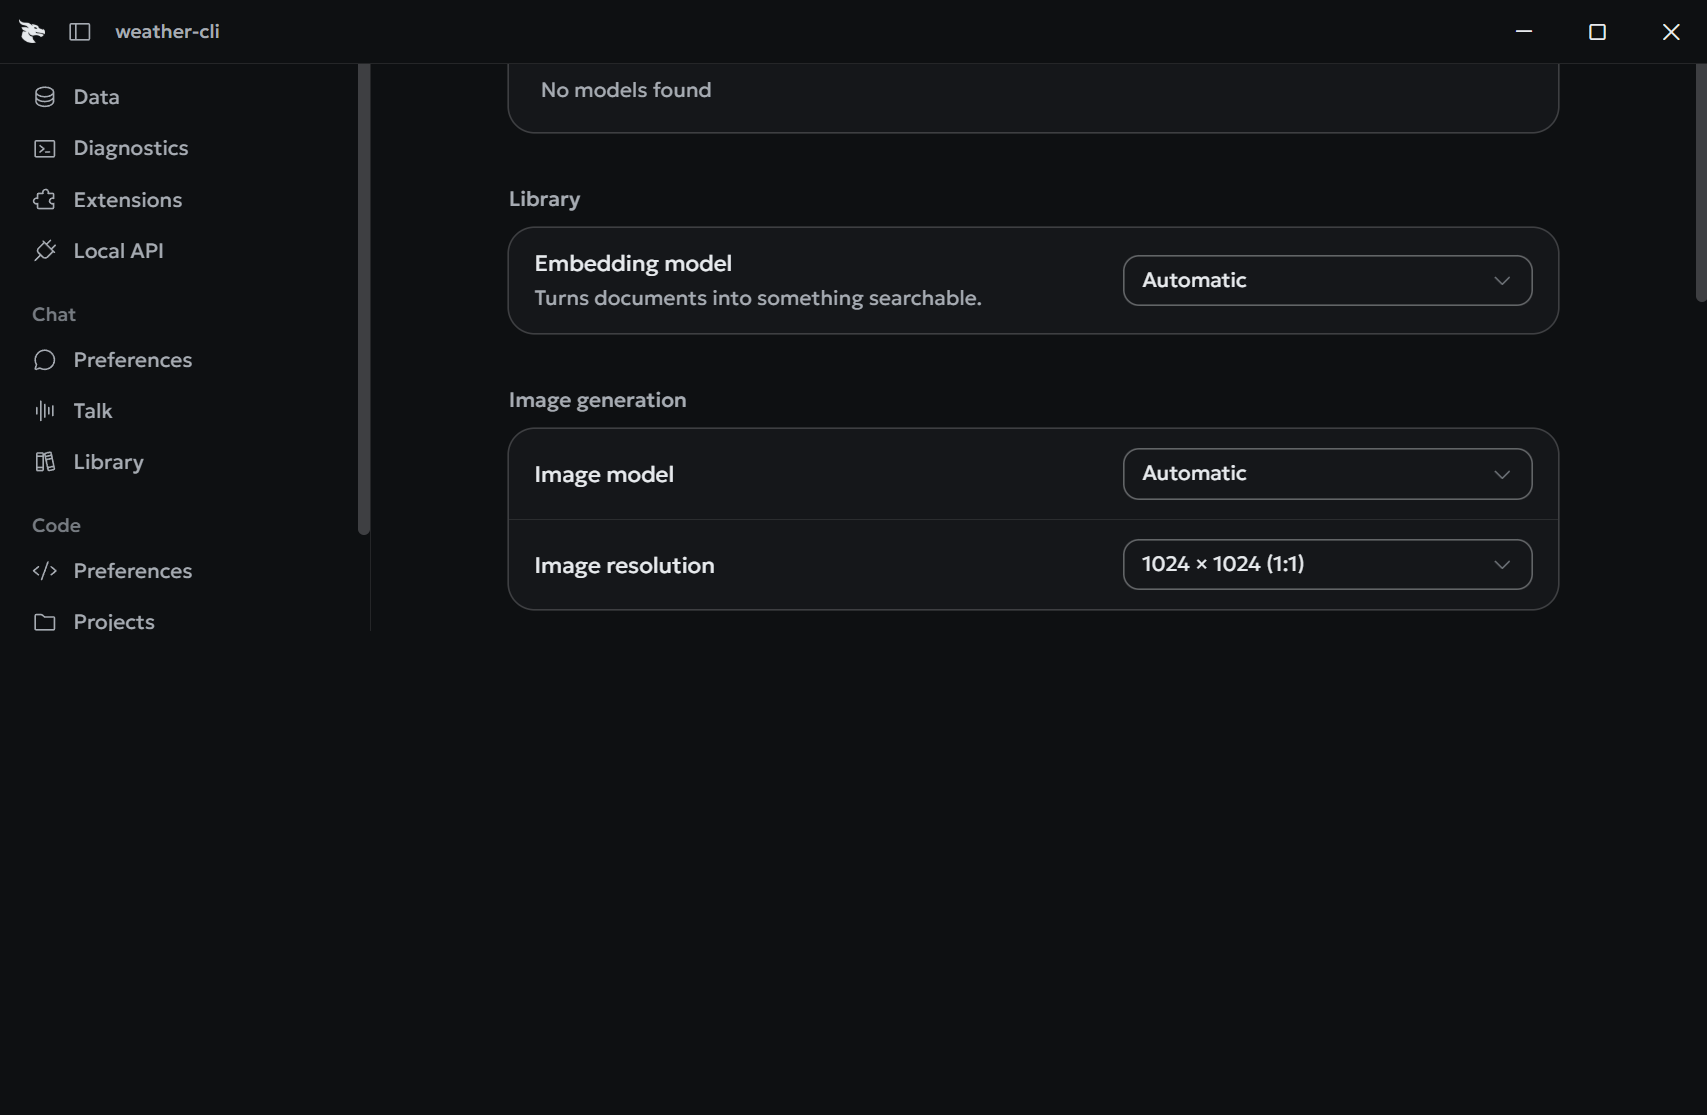 weather-cli
Data
Diagnostics
Extensions
Local API
Chat
Preferences
Talk
Library
Code
Preferences
Projects
No models found
Library
Embedding model
Turns documents into something searchable.
Automatic
Image generation
Image model
Automatic
Image resolution
1024 × 1024 (1:1)